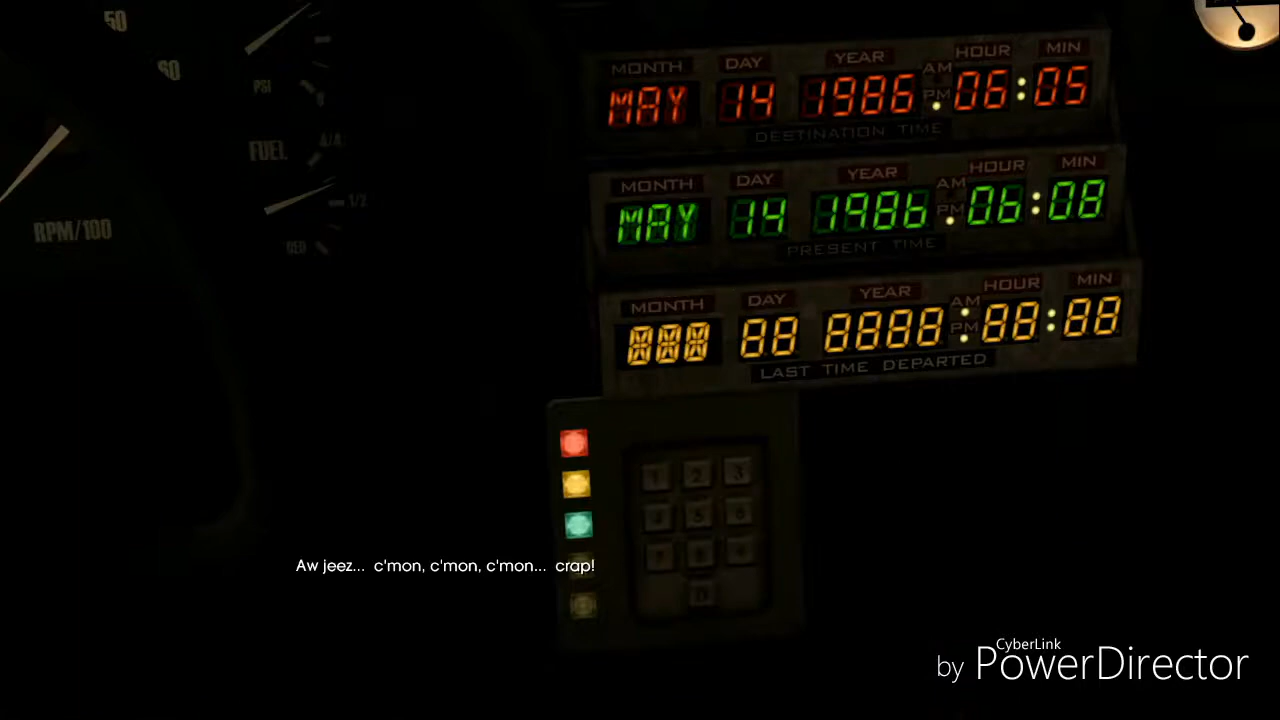 50
60
PSI
FUEL
1/2
RPM/100
MONTH DAY YEAR AM PM HOUR MIN
MAY 14 1986 06:05
DESTINATION TIME
MONTH DAY YEAR AM PM HOUR MIN
MAY 14 1986 06:08
PRESENT TIME
MONTH DAY YEAR AM PM HOUR MIN
88 8888 88:88
LAST TIME DEPARTED
1 2 3
Aw jeez... c'mon, c'mon, c'mon... crap!
CyberLink
by PowerDirector